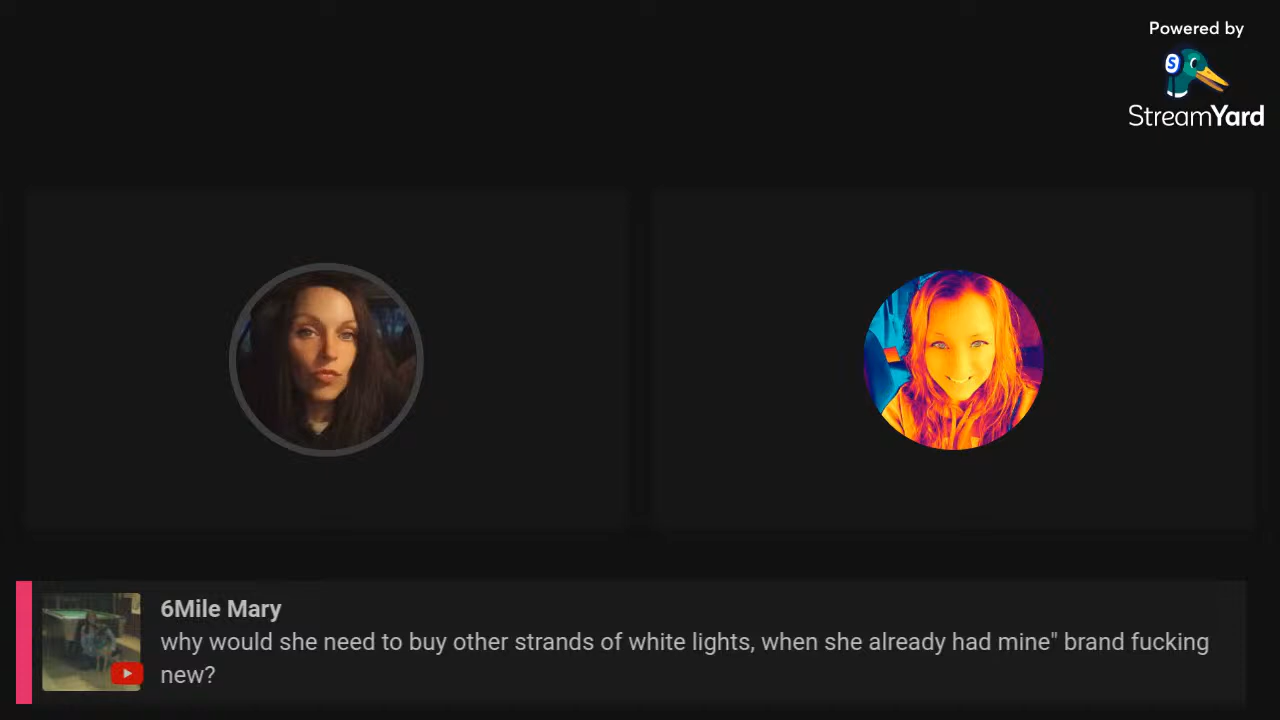 Powered by
StreamYard
6Mile Mary
why would she need to buy other strands of white lights, when she already had mine" brand fucking
new?